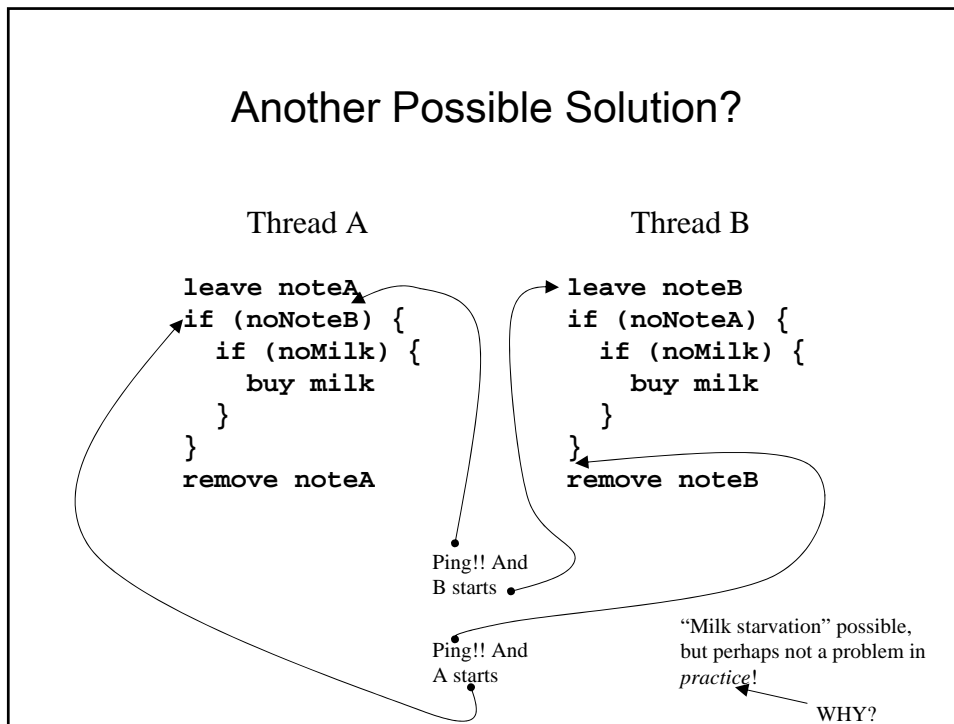 Another Possible Solution?
Thread A
leave noteA
if (noNoteB) {
  if (noMilk) {
    buy milk
  }
}
remove noteA
Thread B
leave noteB
if (noNoteA) {
  if (noMilk) {
    buy milk
  }
}
remove noteB
Ping!! And
B starts
Ping!! And
A starts
“Milk starvation” possible,
but perhaps not a problem in
practice!
WHY?